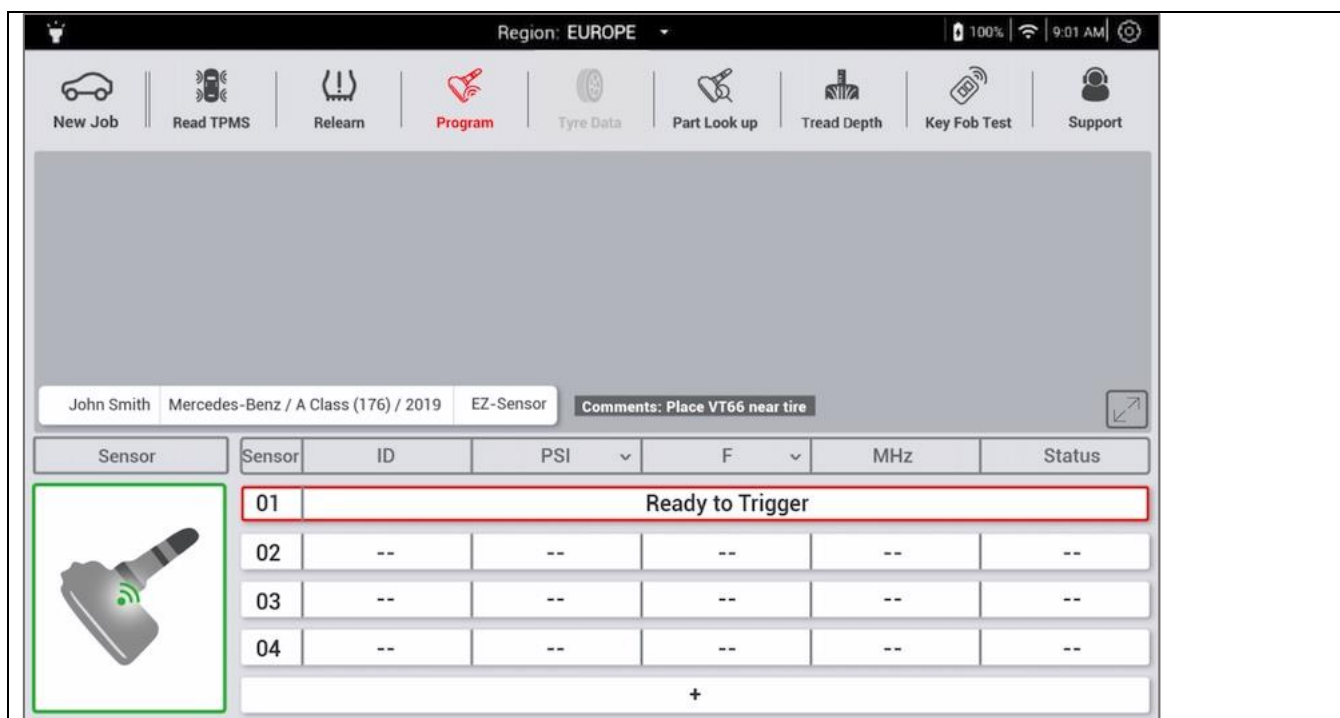 Region: EUROPE 100% 9:01 AM
New Job Read TPMS Relearn Program Tyre Data Part Look up Tread Depth Key Fob Test Support
John Smith Mercedes-Benz / A Class (176) / 2019 EZ-Sensor Comments: Place VT66 near tire
Sensor Sensor ID PSI F MHz Status
01 Ready to Trigger
02 -- -- -- -- --
03 -- -- -- -- --
04 -- -- -- -- --
+